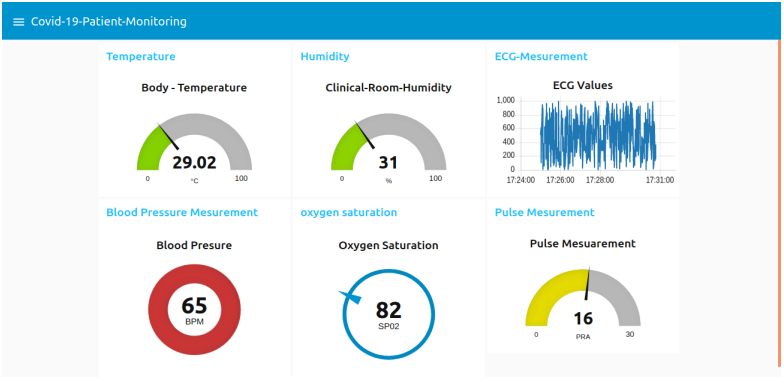 Covid-19-Patient-Monitoring
Temperature
Body - Temperature
29.02
0
°C
100
Humidity
Clinical-Room-Humidity
31
0
%
100
ECG-Mesurement
ECG Values
1,000
800
600
400
200
0
17:24:00 17:26:00 17:28:00 17:31:00
Blood Pressure Mesurement
Blood Presure
65
BPM
oxygen saturation
Oxygen Saturation
82
SP02
Pulse Mesurement
Pulse Mesuarement
16
0
PRA
30